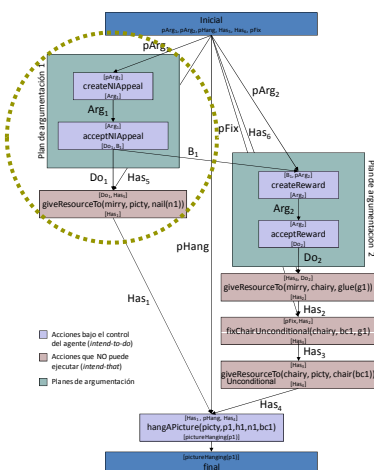 Inicial
pArg₁, pArg₂, pHang, Has₅, Has₆, pFix
pArg₁
Plan de argumentación 1
[pArg₁]
createNIAppeal
[Arg₁]
Arg₁
[Arg₁]
acceptNIAppeal
[Do₁, B₁]
pArg₂
pFix
Has₆
B₁
Do₁
Has₅
[Do₁, Has₅]
giveResourceTo(mirry, picty, nail(n1))
[Has₁]
Plan de argumentación 2
[B₁, pArg₂]
createReward
[Arg₂]
Arg₂
[Arg₂]
acceptReward
[Do₂]
Do₂
pHang
[Has₆, Do₂]
giveResourceTo(mirry, chairy, glue(g1))
Has₁
Has₂
[pFix,Has₂]
fixChairUnconditional(chairy, bc1, g1)
Has₃
giveResourceTo(chairy, picty, chair(bc1))
Unconditional
Has₄
Acciones bajo el control
del agente (intend-to-do)
Acciones que NO puede
ejecutar (intend-that)
Planes de argumentación
[Has₁, pHang, Has₄]
hangAPicture(picty,p1,h1,n1,bc1)
[pictureHanging(p1)]
[pictureHanging(p1)]
final